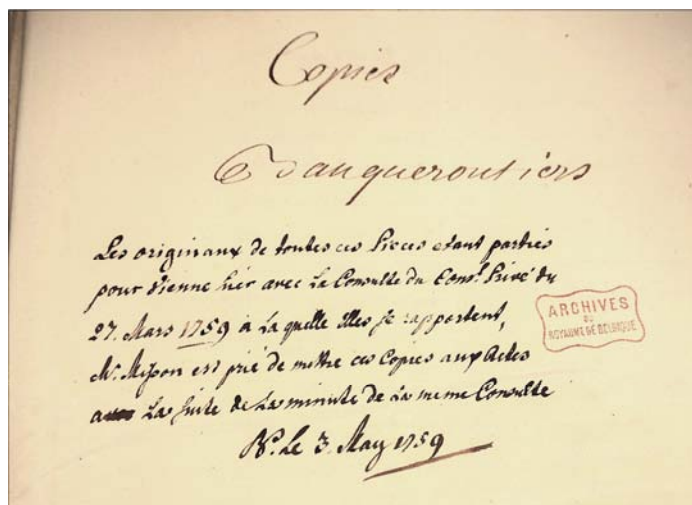 Copies
Banqueroutiers
Les originaux de toutes ces Pieces etant parties
pour Vienne hier avec la Consulte du Cons.l Privé du
27. Mars 1759 à la quelle elles se rapportent,
Mr. Misson est prié de mettre ces Copies aux Actes
a la suite de la minute de la meme Consulte
Le 3. May 1759
ARCHIVES
DU
ROYAUME DE BELGIQUE